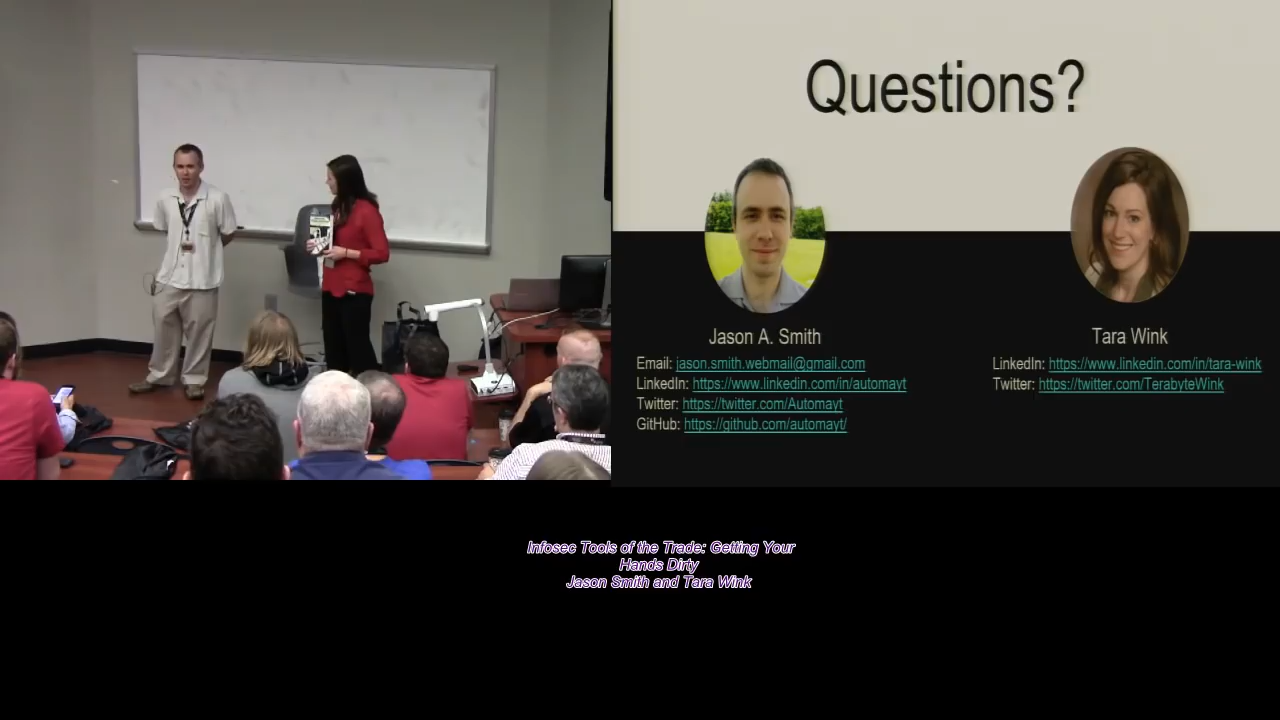 Questions?
Jason A. Smith
Email: jason.smith.webmail@gmail.com
LinkedIn: https://www.linkedin.com/in/automayt
Twitter: https://twitter.com/Automayt
GitHub: https://github.com/automayt/
Tara Wink
LinkedIn: https://www.linkedin.com/in/tara-wink
Twitter: https://twitter.com/TerabyteWink
Infosec Tools of the Trade: Getting Your
Hands Dirty
Jason Smith and Tara Wink